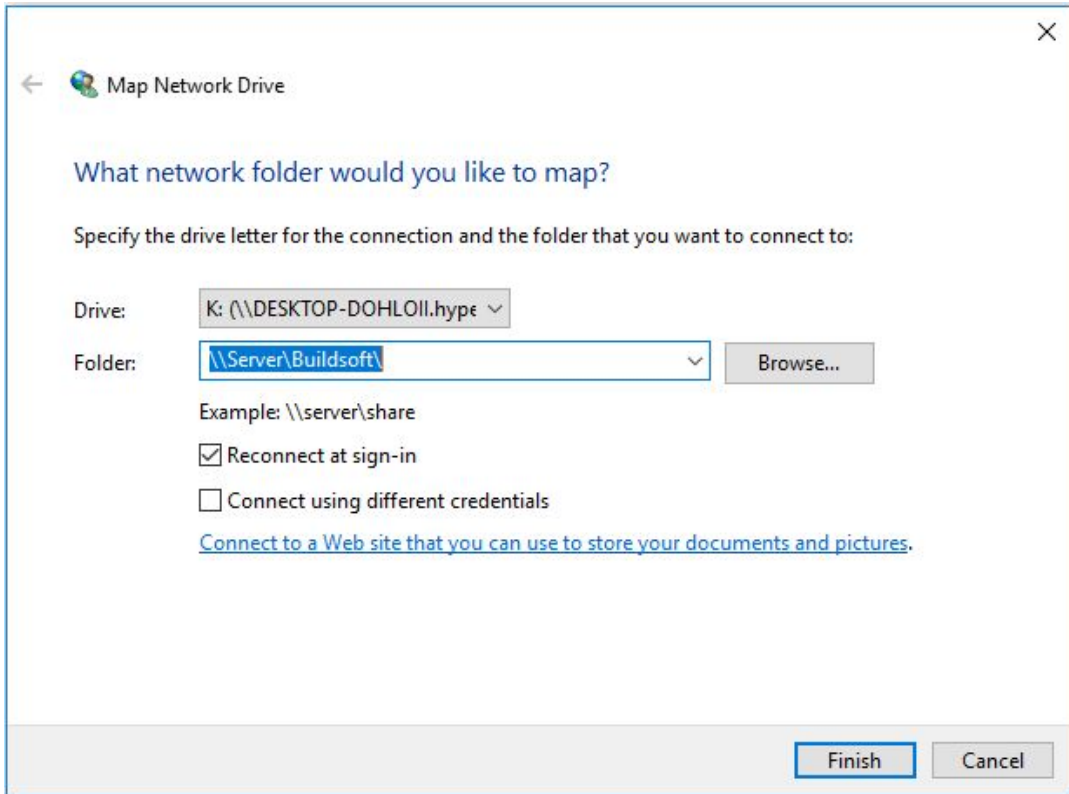 Map Network Drive
What network folder would you like to map?
Specify the drive letter for the connection and the folder that you want to connect to:
Drive: K: (\\DESKTOP-DOHLOII.hype
Folder: \\Server\Buildsoft\ Browse...
Example: \\server\share
Reconnect at sign-in
Connect using different credentials
Connect to a Web site that you can use to store your documents and pictures.
Finish Cancel